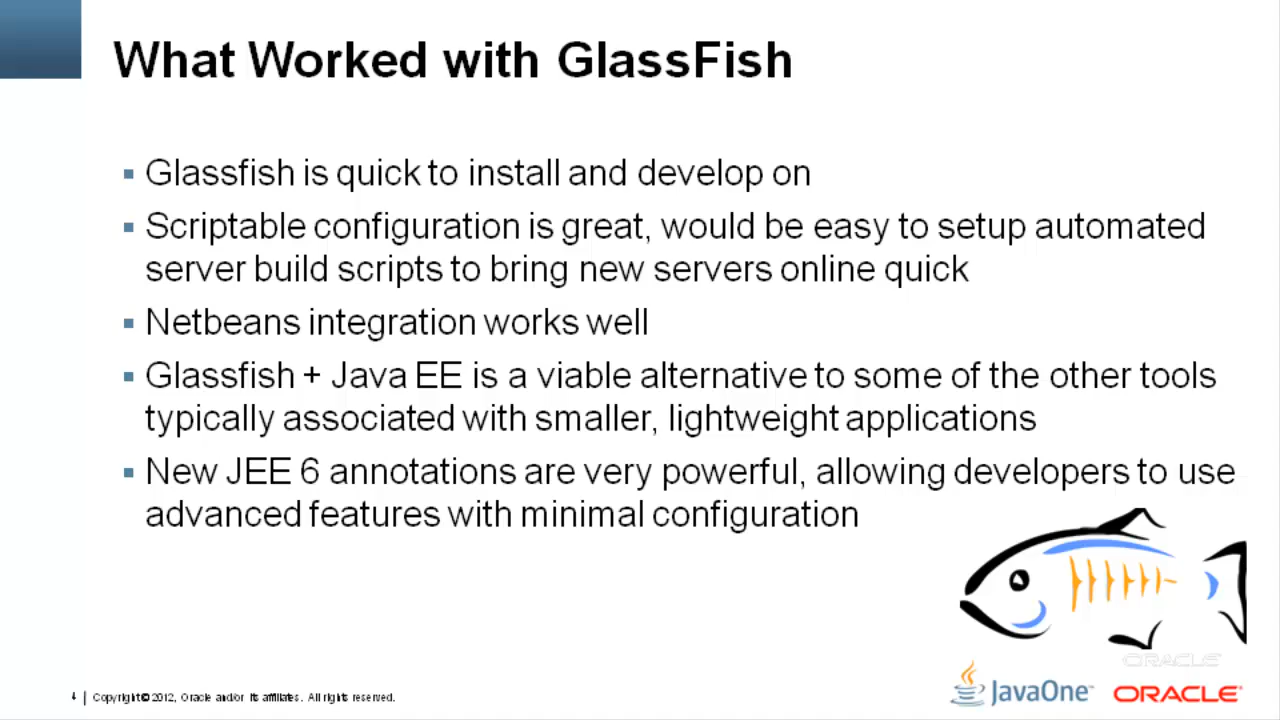 What Worked with GlassFish
Glassfish is quick to install and develop on
Scriptable configuration is great, would be easy to setup automated
server build scripts to bring new servers online quick
Netbeans integration works well
Glassfish + Java EE is a viable alternative to some of the other tools
typically associated with smaller, lightweight applications
New JEE 6 annotations are very powerful, allowing developers to use
advanced features with minimal configuration
ORACLE
4 | Copyright © 2012, Oracle and/or its affiliates. All rights reserved.
JavaOne™ ORACLE®